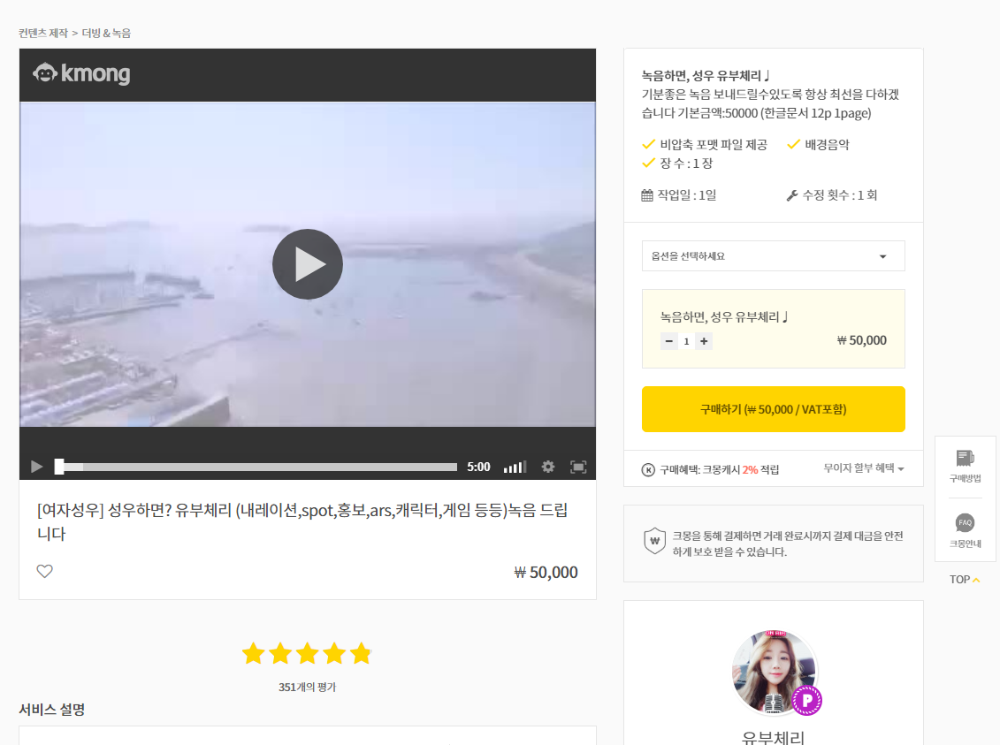 컨텐츠 제작 > 더빙 & 녹음
kmong
5:00
[여자성우] 성우하면? 유부체리 (내레이션,spot,홍보,ars,캐릭터,게임 등등)녹음 드립
니다
₩ 50,000
351개의 평가
서비스 설명
녹음하면, 성우 유부체리♩
기분좋은 녹음 보내드릴수있도록 항상 최선을 다하겠
습니다 기본금액:50000 (한글문서 12p 1page)
비압축 포맷 파일 제공 배경음악
장 수 : 1 장
작업일 : 1일 수정 횟수 : 1 회
옵션을 선택하세요
녹음하면, 성우 유부체리♩
1 ₩ 50,000
구매하기 (₩ 50,000 / VAT포함)
구매혜택: 크몽캐시 2% 적립 무이자 할부 혜택
크몽을 통해 결제하면 거래 완료시까지 결제 대금을 안전
하게 보호 받을 수 있습니다.
ON AIR
P
유부체리
구매방법
FAQ
크몽안내
TOP